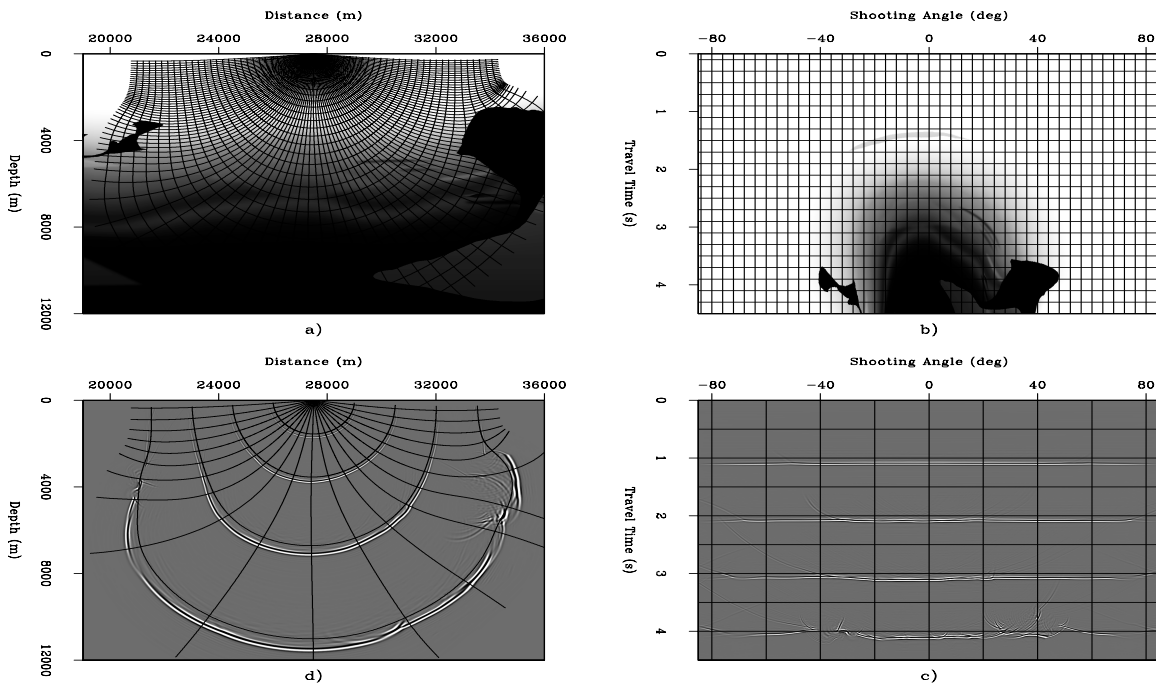 Distance (m)
20000 24000 28000 32000 36000
Depth (m)
0 4000 8000 12000
a)
Shooting Angle (deg)
−80 −40 0 40 80
Travel Time (s)
0 1 2 3 4
b)
Distance (m)
20000 24000 28000 32000 36000
Depth (m)
0 4000 8000 12000
d)
Shooting Angle (deg)
−80 −40 0 40 80
Travel Time (s)
0 1 2 3 4
c)